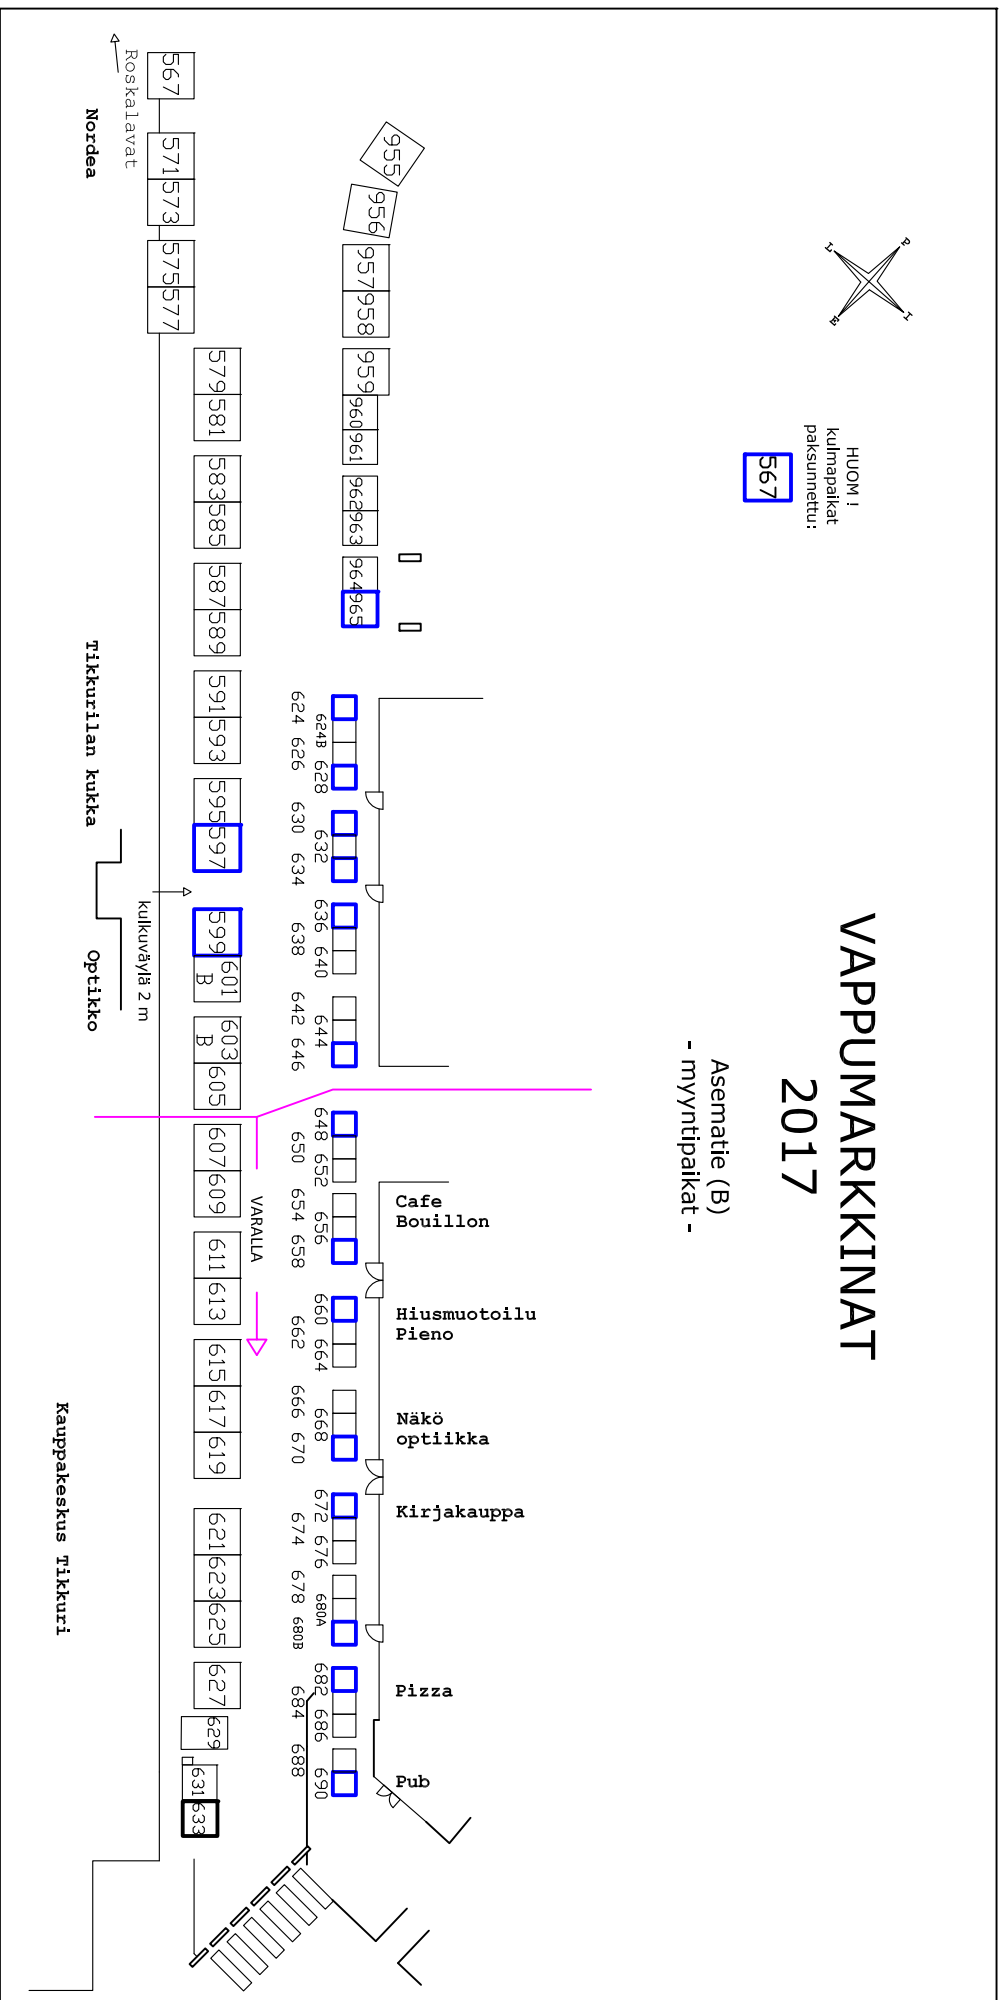 VAPPUMARKKINAT
2017
Asematie (B)
- myyntipaikat -
HUOM !
kulmapaikat
paksunnettu:
567
P
I
E
L
Roskalavat
Nordea
Tikkurilan kukka
Optikko
kulkuväylä 2 m
Kauppakeskus Tikkuri
567
571 573
575 577
579 581
583 585
587 589
591 593
595 597
599 601
B
603 605
B
607 609
611 613
615 617 619
621 623 625
627
629
631 633
VARALLA
955
956
957 958
959
960 961
962 963
964 965
624 624B 626 628
630 632 634
636 638 640
642 644 646
648 650 652
654 656 658
660 662 664
666 668 670
672 674 676
678 680A 680B
682 684 686
688 690
Cafe
Bouillon
Hiusmuotoilu
Pieno
Näkö
optiikka
Kirjakauppa
Pizza
Pub